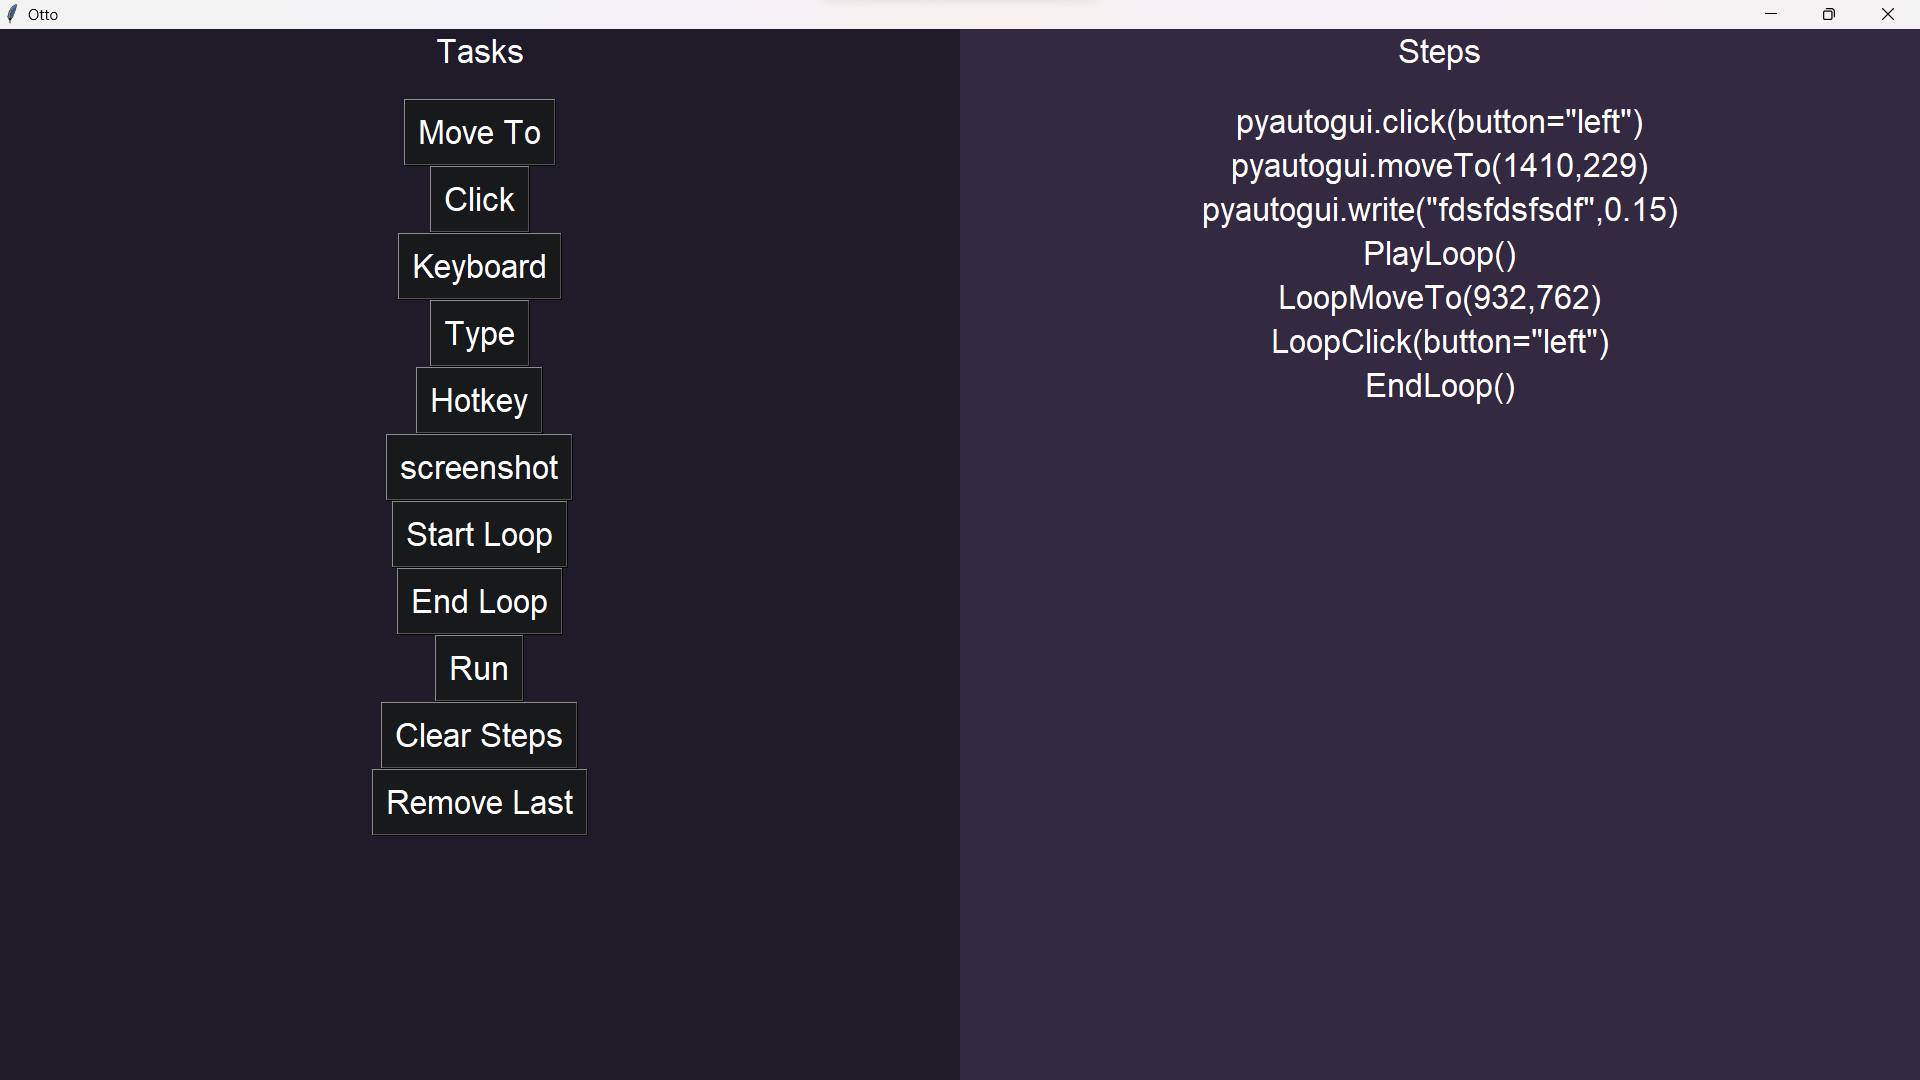 Otto
Tasks
Move To
Click
Keyboard
Type
Hotkey
screenshot
Start Loop
End Loop
Run
Clear Steps
Remove Last
Steps
pyautogui.click(button="left")
pyautogui.moveTo(1410,229)
pyautogui.write("fdsfdsfsdf",0.15)
PlayLoop()
LoopMoveTo(932,762)
LoopClick(button="left")
EndLoop()